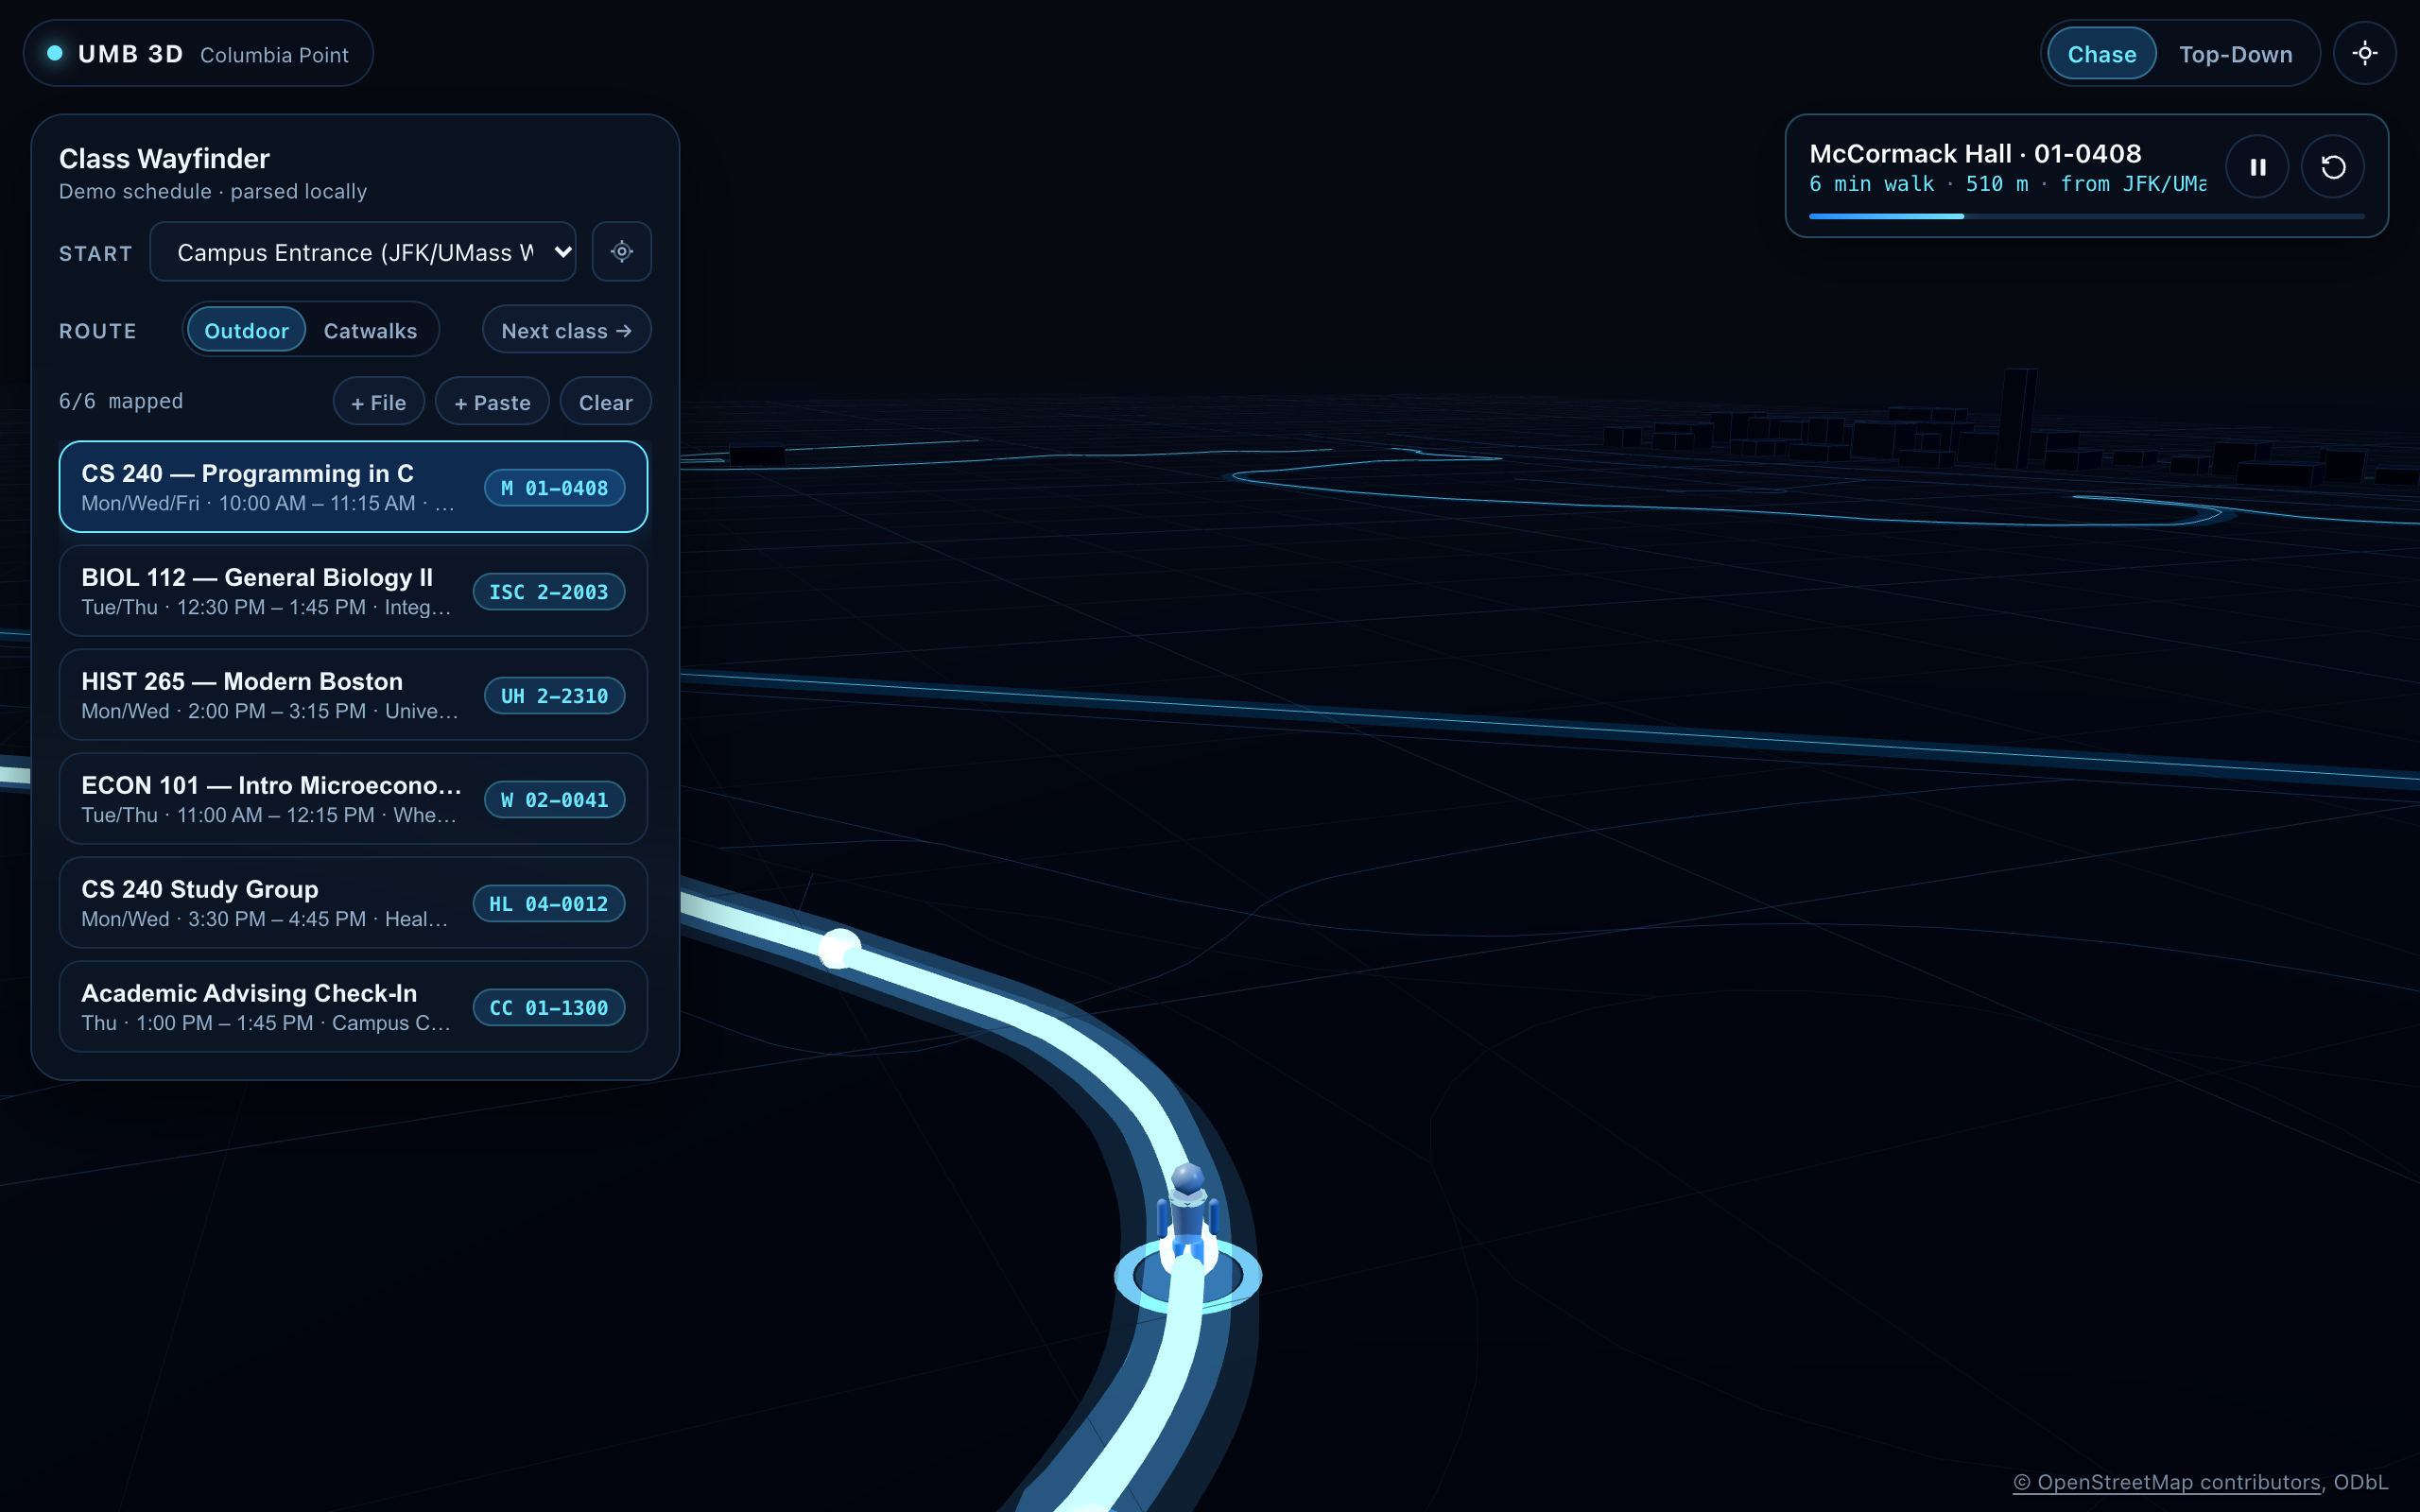 UMB 3D Columbia Point
Chase Top-Down
Class Wayfinder
Demo schedule · parsed locally
START Campus Entrance (JFK/UMass W
ROUTE Outdoor Catwalks Next class →
6/6 mapped + File + Paste Clear
CS 240 — Programming in C
Mon/Wed/Fri · 10:00 AM – 11:15 AM · …
M 01-0408
BIOL 112 — General Biology II
Tue/Thu · 12:30 PM – 1:45 PM · Integ…
ISC 2-2003
HIST 265 — Modern Boston
Mon/Wed · 2:00 PM – 3:15 PM · Unive…
UH 2-2310
ECON 101 — Intro Microecono…
Tue/Thu · 11:00 AM – 12:15 PM · Whe…
W 02-0041
CS 240 Study Group
Mon/Wed · 3:30 PM – 4:45 PM · Heal…
HL 04-0012
Academic Advising Check-In
Thu · 1:00 PM – 1:45 PM · Campus C…
CC 01-1300
McCormack Hall · 01-0408
6 min walk · 510 m · from JFK/UMa
© OpenStreetMap contributors, ODbL